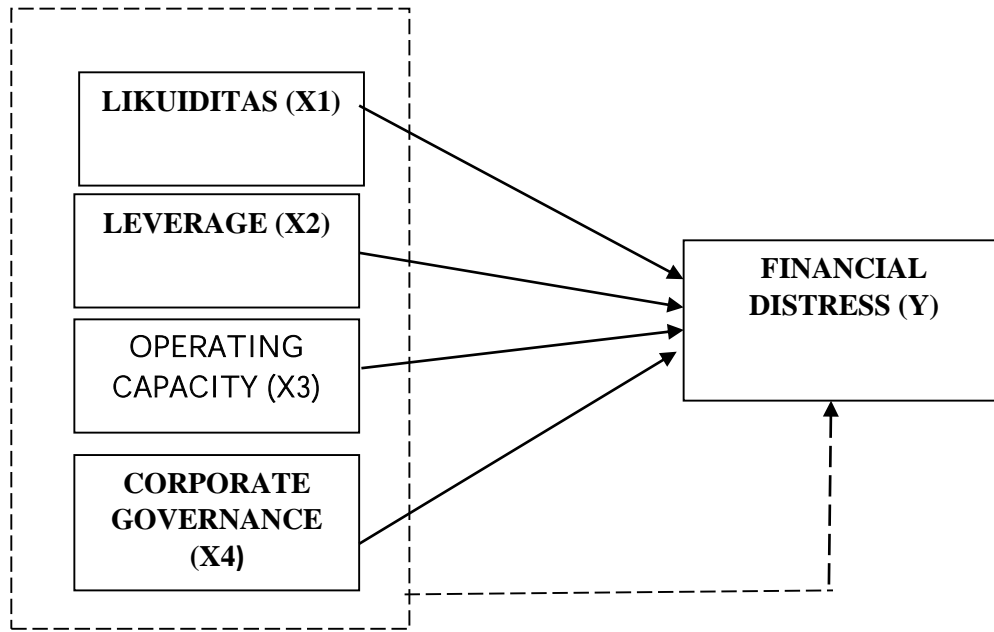 LIKUIDITAS (X1)
LEVERAGE (X2)
OPERATING
CAPACITY (X3)
CORPORATE
GOVERNANCE
(X4)
FINANCIAL
DISTRESS (Y)